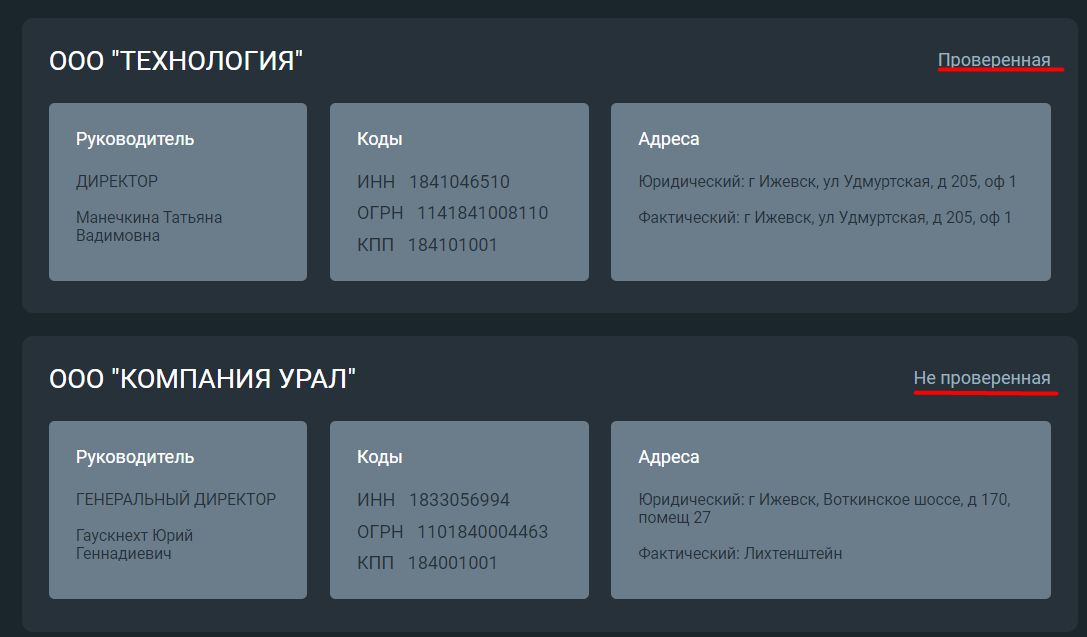 ООО "ТЕХНОЛОГИЯ"
Проверенная
Руководитель
ДИРЕКТОР
Манечкина Татьяна
Вадимовна
Коды
ИНН 1841046510
ОГРН 1141841008110
КПП 184101001
Адреса
Юридический: г Ижевск, ул Удмуртская, д 205, оф 1
Фактический: г Ижевск, ул Удмуртская, д 205, оф 1
ООО "КОМПАНИЯ УРАЛ"
Не проверенная
Руководитель
ГЕНЕРАЛЬНЫЙ ДИРЕКТОР
Гаускнехт Юрий
Геннадиевич
Коды
ИНН 1833056994
ОГРН 1101840004463
КПП 184001001
Адреса
Юридический: г Ижевск, Воткинское шоссе, д 170,
помещ 27
Фактический: Лихтенштейн